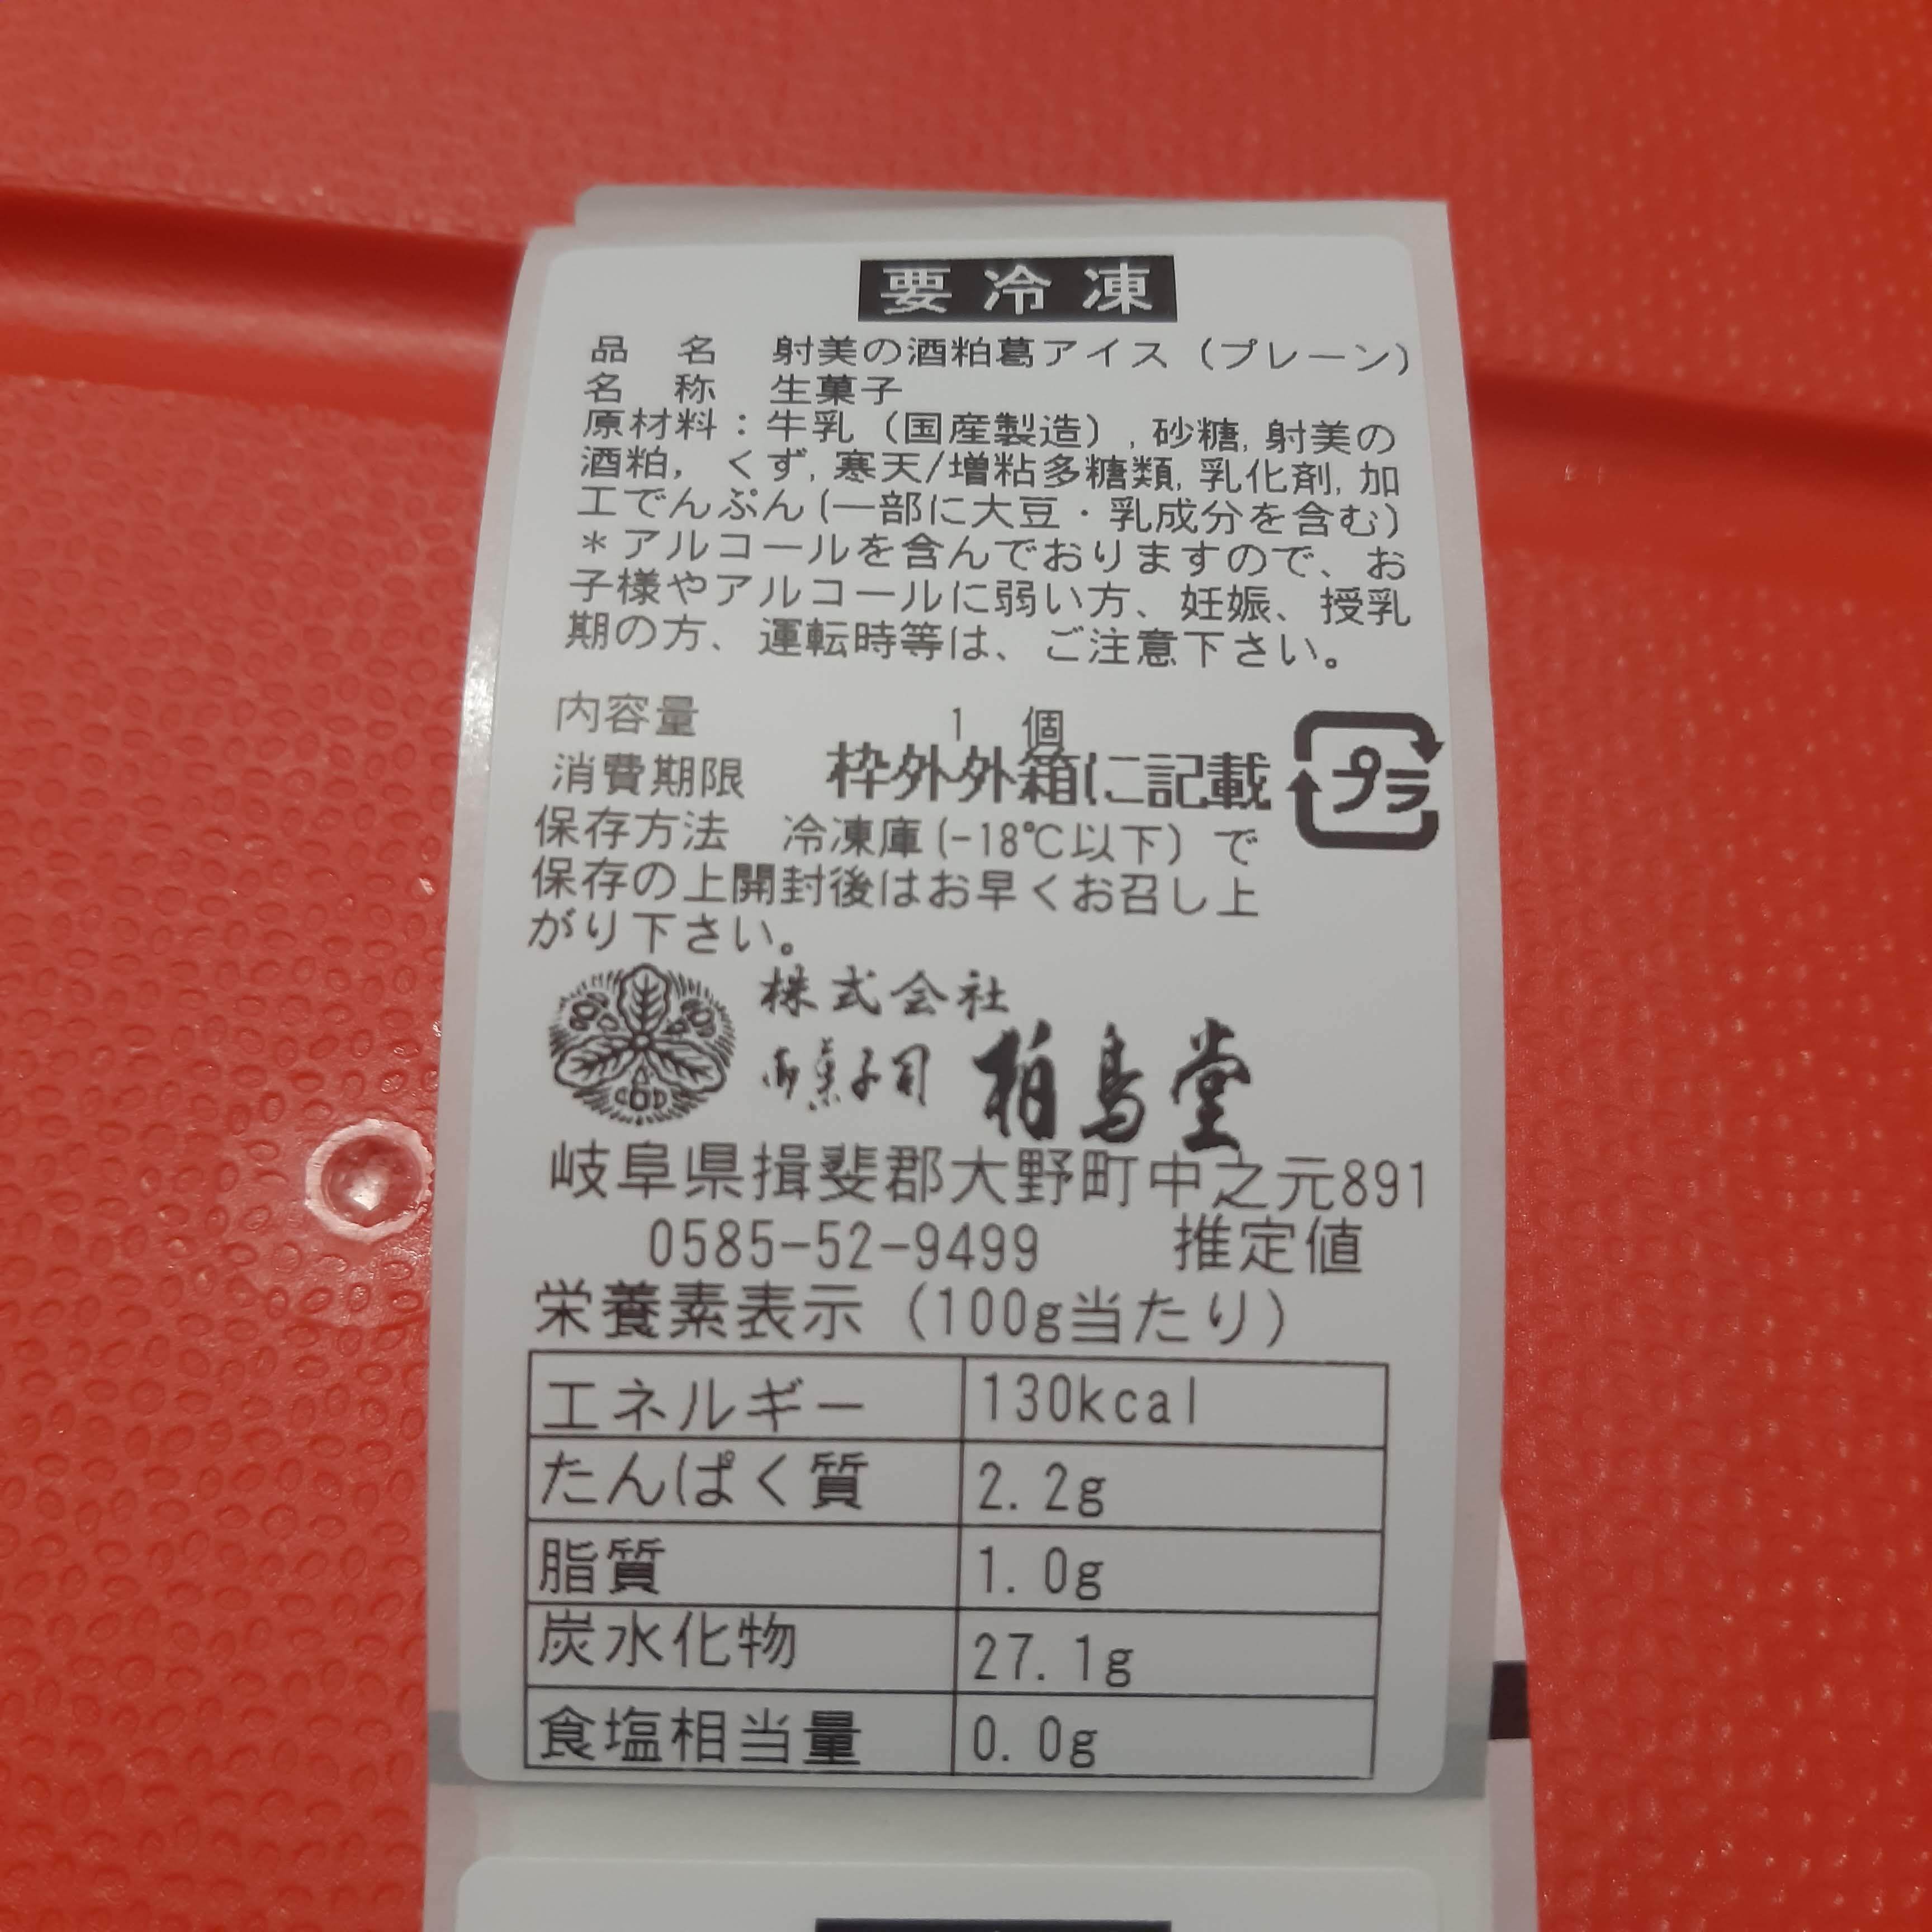 要冷凍
品 名 射美の酒粕葛アイス（プレーン）
名 称 生菓子
原材料：牛乳（国産製造）,砂糖,射美の
酒粕, くず,寒天/増粘多糖類,乳化剤,加
工でんぷん(一部に大豆・乳成分を含む)
＊アルコールを含んでおりますので、お
子様やアルコールに弱い方、妊娠、授乳
期の方、運転時等は、ご注意下さい。
内容量 1 個
消費期限 枠外外箱に記載
プラ
保存方法 冷凍庫(-18℃以下）で
保存の上開封後はお早くお召し上
がり下さい。
株式会社
御菓子司 柏鳥堂
岐阜県揖斐郡大野町中之元891
0585-52-9499 推定値
栄養素表示（100g当たり）
エネルギー 130kcal
たんぱく質 2.2g
脂質 1.0g
炭水化物 27.1g
食塩相当量 0.0g